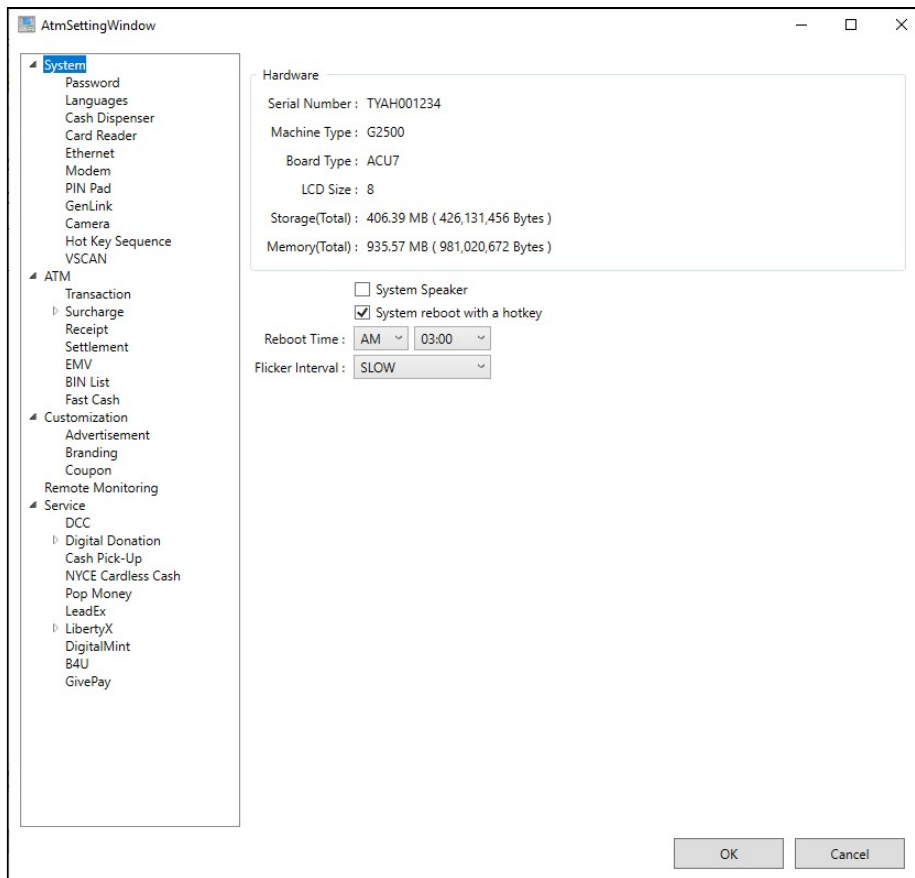 AtmSettingWindow
System
Password
Languages
Cash Dispenser
Card Reader
Ethernet
Modem
PIN Pad
GenLink
Camera
Hot Key Sequence
VSCAN
ATM
Transaction
Surcharge
Receipt
Settlement
EMV
BIN List
Fast Cash
Customization
Advertisement
Branding
Coupon
Remote Monitoring
Service
DCC
Digital Donation
Cash Pick-Up
NYCE Cardless Cash
Pop Money
LeadEx
LibertyX
DigitalMint
B4U
GivePay
Hardware
Serial Number : TYAH001234
Machine Type : G2500
Board Type : ACU7
LCD Size : 8
Storage(Total) : 406.39 MB ( 426,131,456 Bytes )
Memory(Total) : 935.57 MB ( 981,020,672 Bytes )
System Speaker
System reboot with a hotkey
Reboot Time : AM 03:00
Flicker Interval : SLOW
OK Cancel